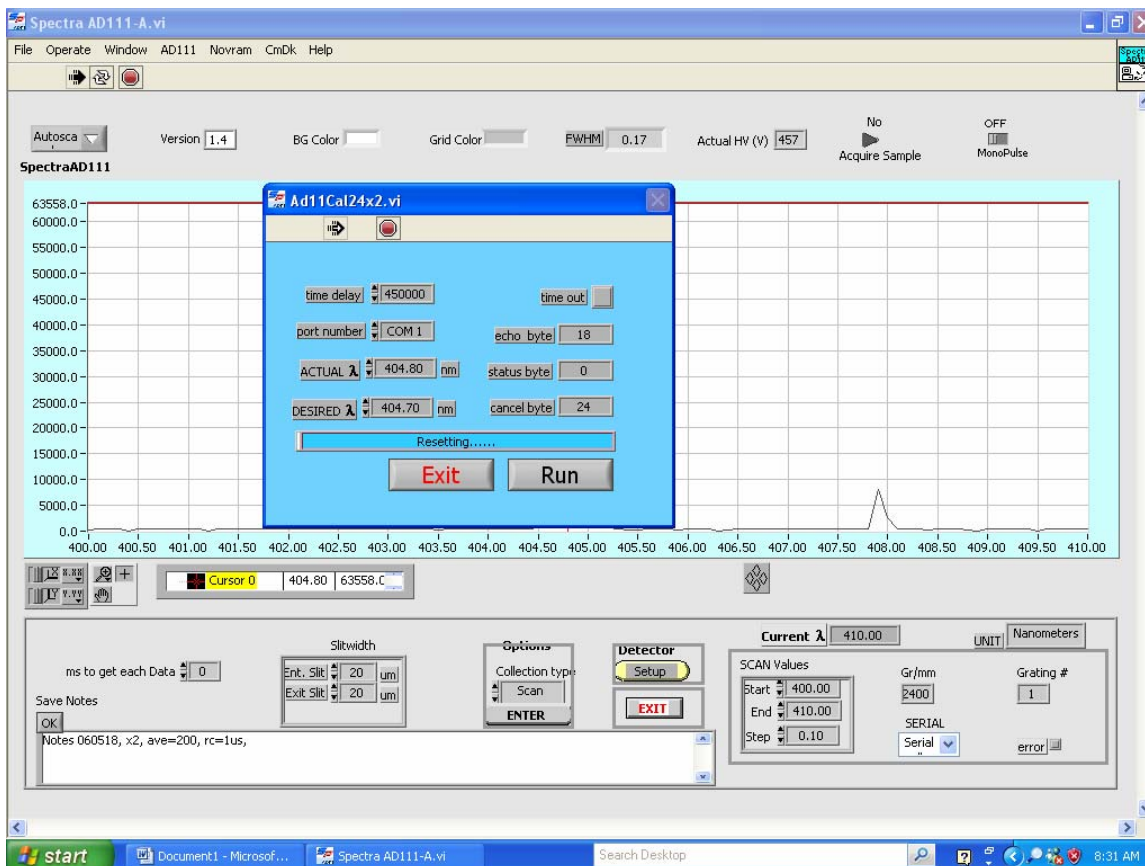 Spectra AD111-A.vi
File Operate Window AD111 Novram CmDk Help
Autosca
Version 1.4
BG Color
Grid Color
FWHM 0.17
Actual HV (V) 457
No
Acquire Sample
OFF
MonoPulse
SpectraAD111
63558.0
60000.0
55000.0
50000.0
45000.0
40000.0
35000.0
30000.0
25000.0
20000.0
15000.0
10000.0
5000.0
0.0
400.00 400.50 401.00 401.50 402.00 402.50 403.00 403.50 404.00 404.50 405.00 405.50 406.00 406.50 407.00 407.50 408.00 408.50 409.00 409.50 410.00
Ad11Cal24x2.vi
time delay 450000
time out
port number COM 1
echo byte 18
ACTUAL λ 404.80 nm
status byte 0
DESIRED λ 404.70 nm
cancel byte 24
Resetting......
Exit
Run
Cursor 0 404.80 63558.0
ms to get each Data 0
Slitwidth
Ent. Slit 20 um
Exit Slit 20 um
Options
Collection type
Scan
ENTER
Detector
Setup
EXIT
Save Notes
OK
Notes 060518, x2, ave=200, rc=1us,
Current λ 410.00
UNIT Nanometers
SCAN Values
Start 400.00
End 410.00
Step 0.10
Gr/mm
2400
Grating #
1
SERIAL
Serial
error
start
Document1 - Microsof...
Spectra AD111-A.vi
Search Desktop
8:31 AM